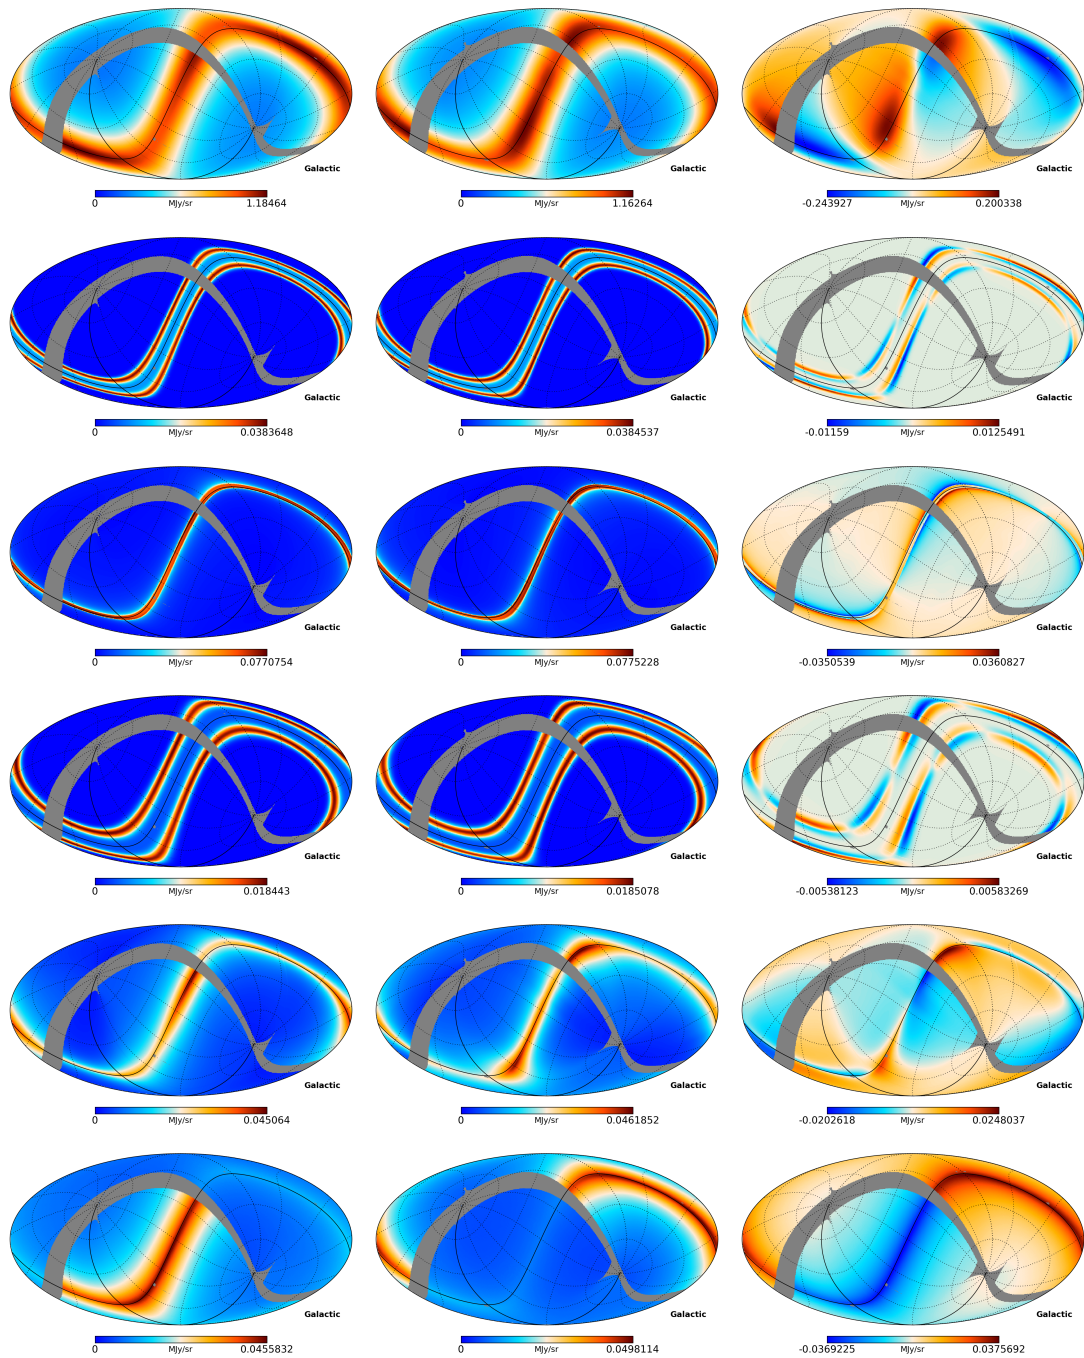 Galactic Galactic Galactic
0 MJy/sr 1.18464 0 MJy/sr 1.16264 -0.243927 MJy/sr 0.200338
Galactic Galactic Galactic
0 MJy/sr 0.0383648 0 MJy/sr 0.0384537 -0.01159 MJy/sr 0.0125491
Galactic Galactic Galactic
0 MJy/sr 0.0770754 0 MJy/sr 0.0775228 -0.0350539 MJy/sr 0.0360827
Galactic Galactic Galactic
0 MJy/sr 0.018443 0 MJy/sr 0.0185078 -0.00538123 MJy/sr 0.00583269
Galactic Galactic Galactic
0 MJy/sr 0.045064 0 MJy/sr 0.0461852 -0.0202618 MJy/sr 0.0248037
Galactic Galactic Galactic
0 MJy/sr 0.0455832 0 MJy/sr 0.0498114 -0.0369225 MJy/sr 0.0375692